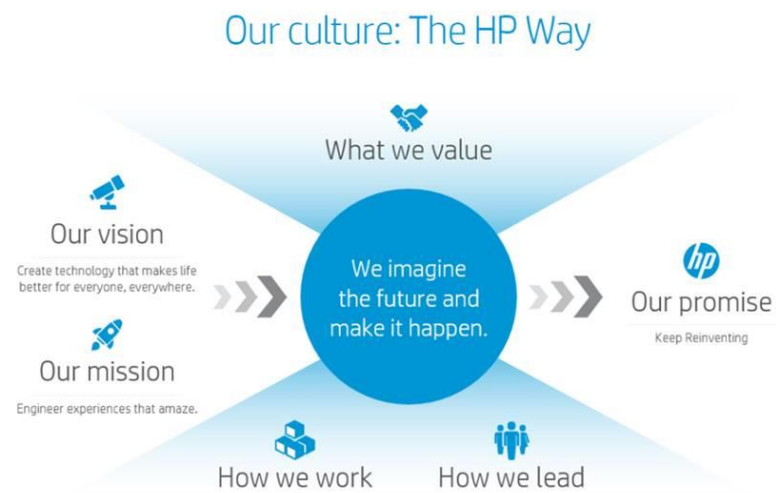 Our culture: The HP Way
What we value
Our vision
Create technology that makes life
better for everyone, everywhere.
Our mission
Engineer experiences that amaze.
We imagine
the future and
make it happen.
hp
Our promise
Keep Reinventing
How we work
How we lead